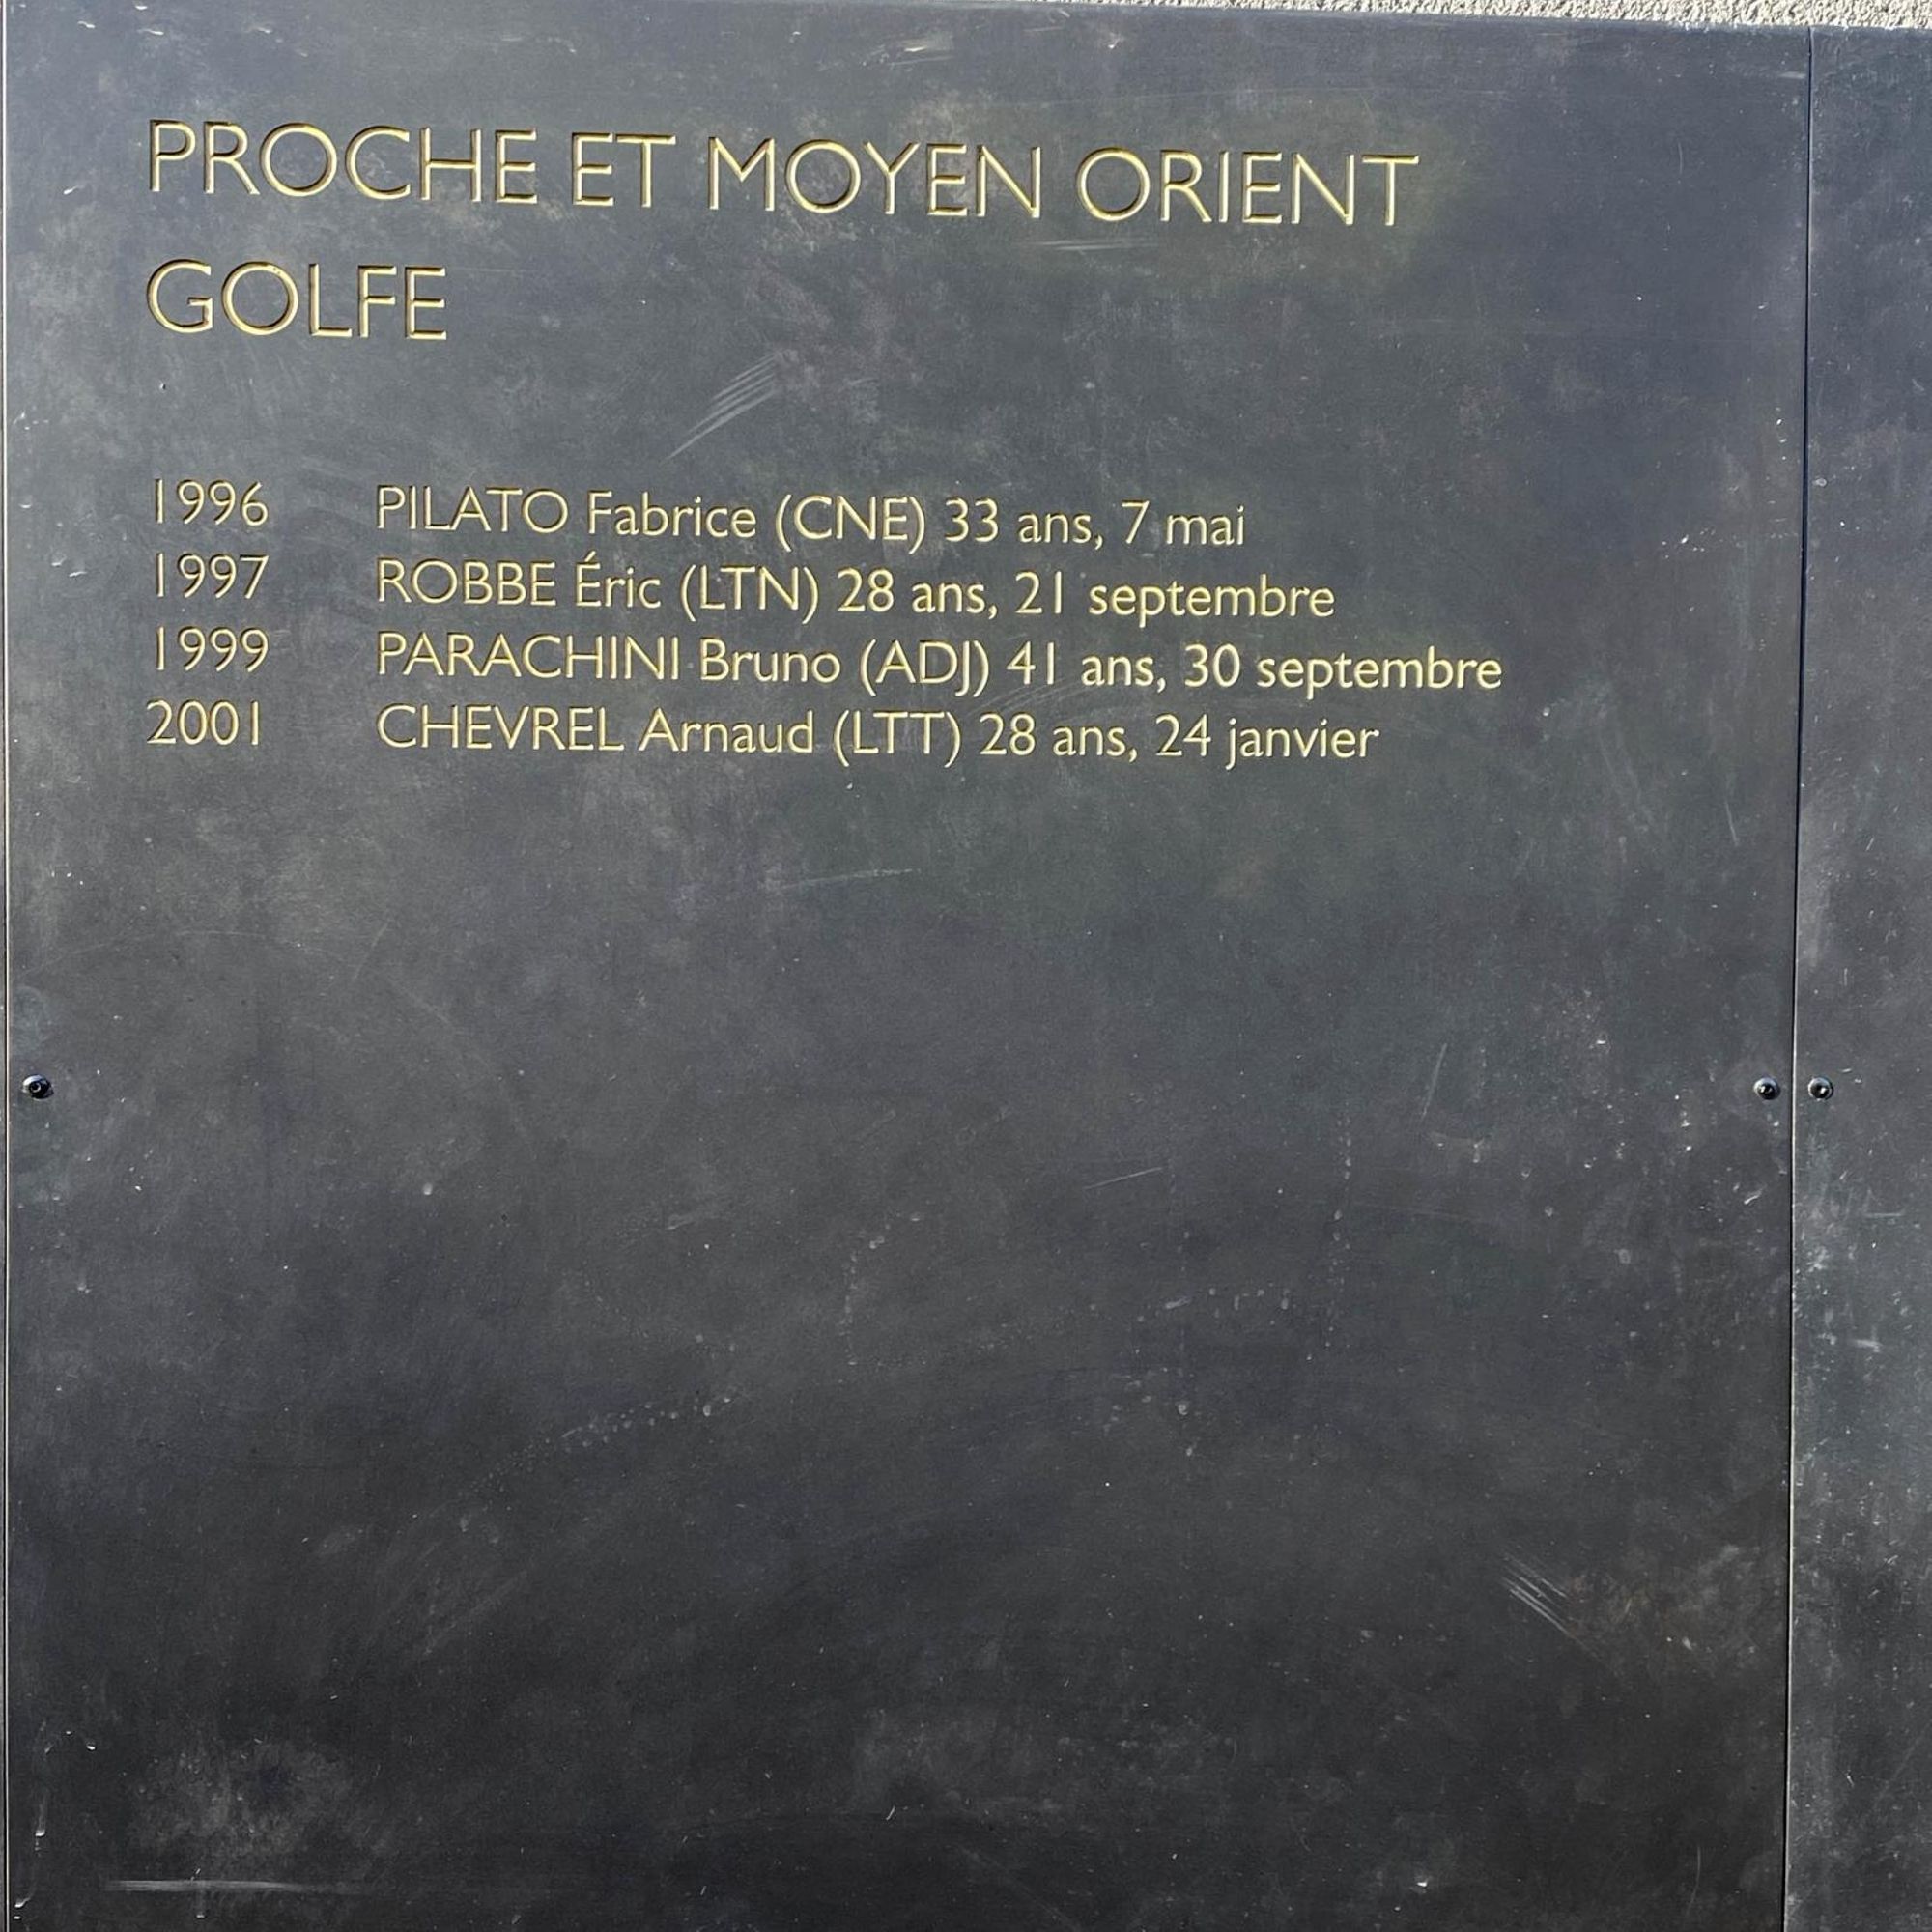 PROCHE ET MOYEN ORIENT
GOLFE
1996 PILATO Fabrice (CNE) 33 ans, 7 mai
1997 ROBBE Éric (LTN) 28 ans, 21 septembre
1999 PARACHINI Bruno (ADJ) 41 ans, 30 septembre
2001 CHEVREL Arnaud (LTT) 28 ans, 24 janvier